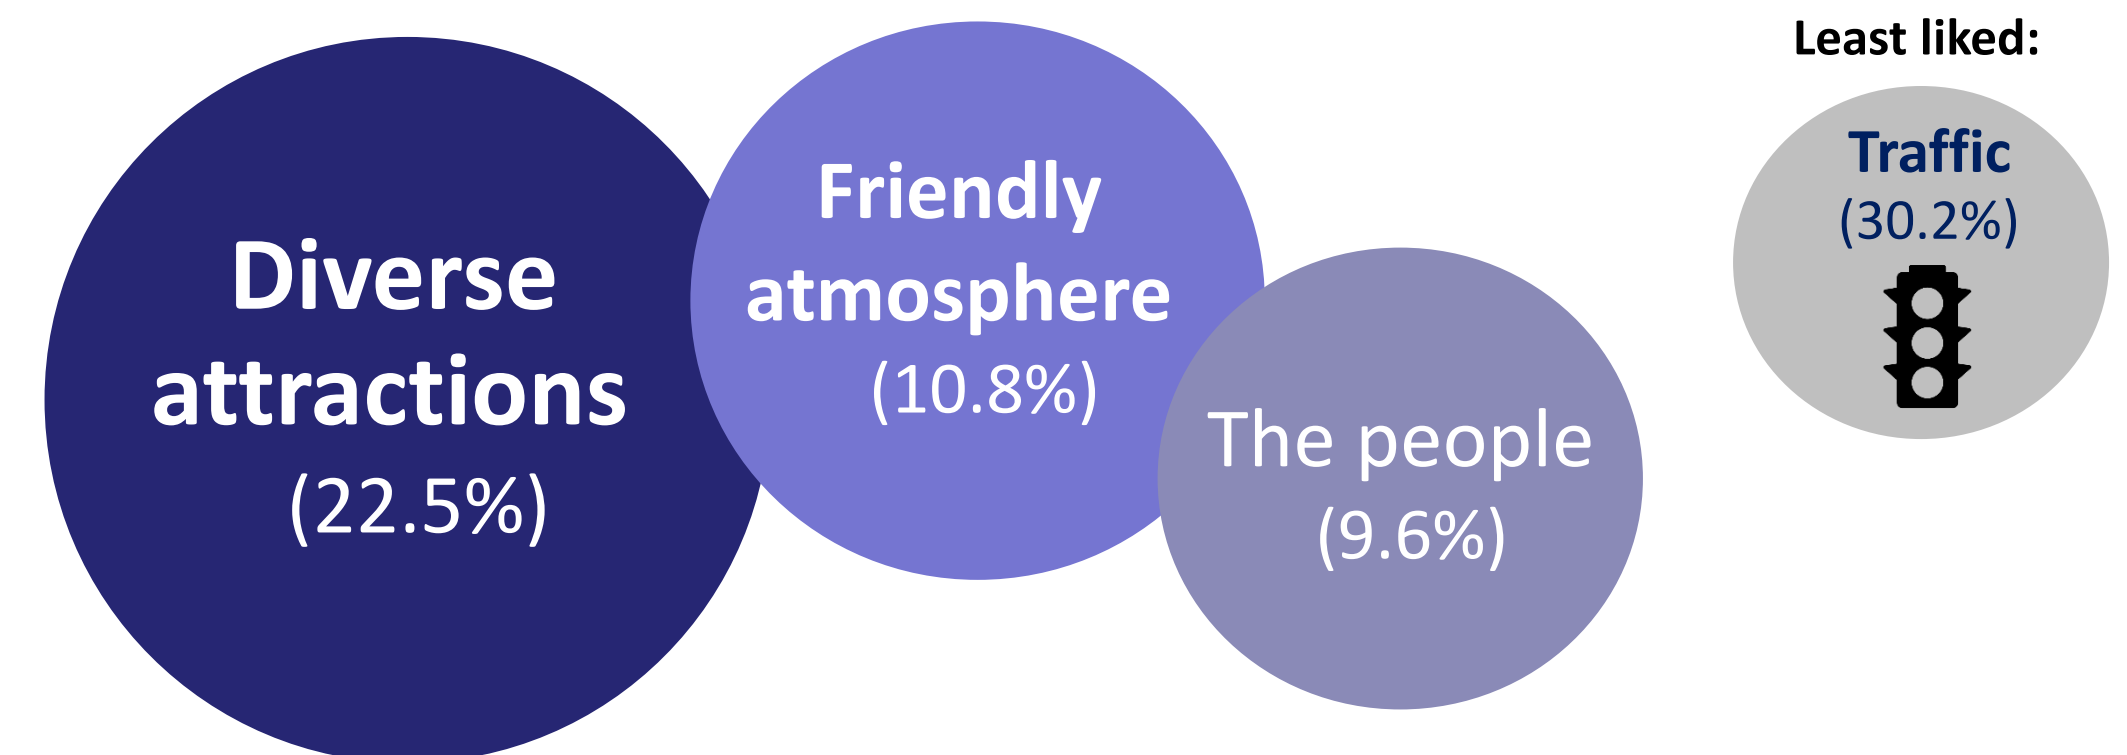 Diverse
attractions
(22.5%)
Friendly
atmosphere
(10.8%)
The people
(9.6%)
Least liked:
Traffic
(30.2%)